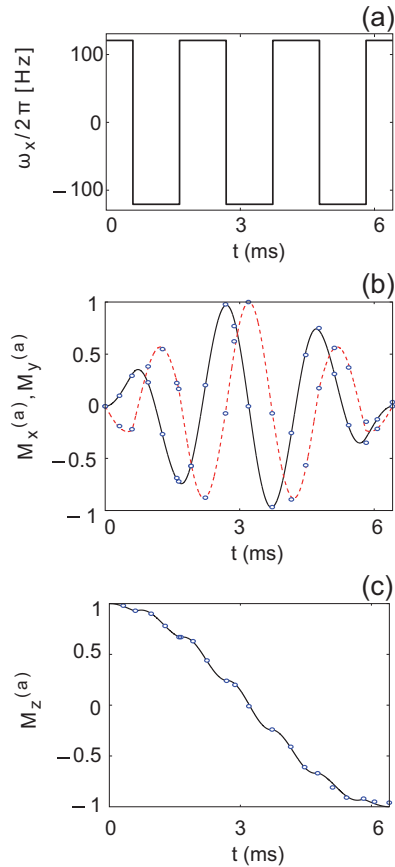 (a)
100
0
– 100
ω_x/2π [Hz]
0 3 6
t (ms)
(b)
1
0.5
0
– 0.5
– 1
M_x^(a), M_y^(a)
0 3 6
t (ms)
(c)
1
0.5
0
– 0.5
– 1
M_z^(a)
0 3 6
t (ms)